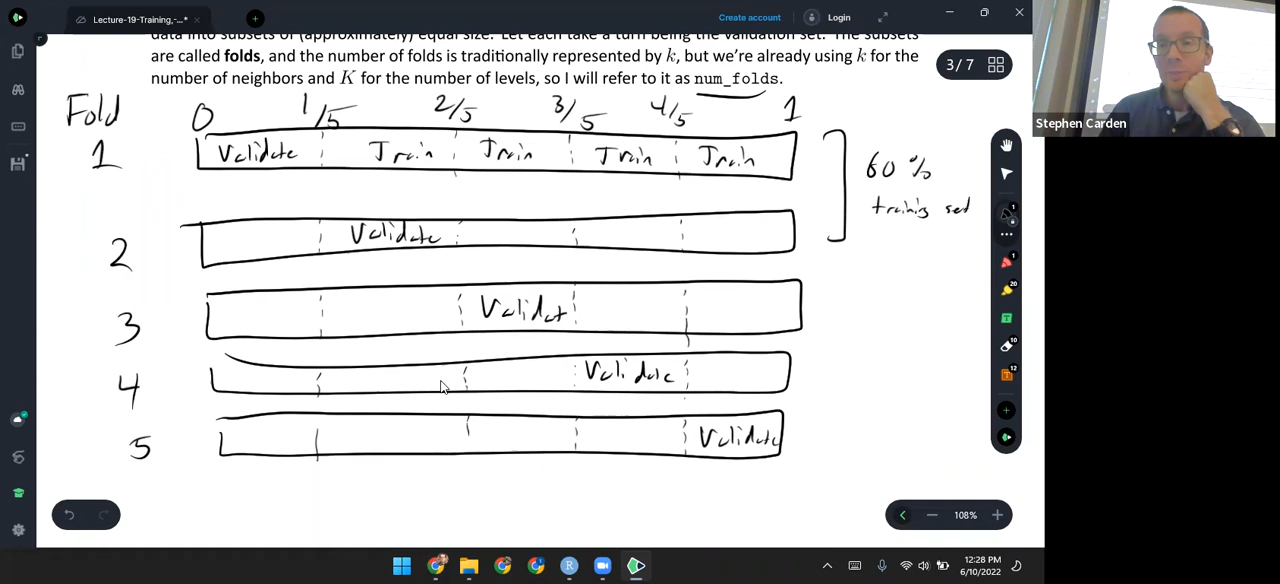 Lecture-19-Training,-...*
Create account
Login
data into subsets of (approximately) equal size. Let each take a turn being the validation set. The subsets
are called folds, and the number of folds is traditionally represented by k, but we're already using k for the
number of neighbors and K for the number of levels, so I will refer to it as num_folds.
3/7
Stephen Carden
Fold 0 1/5 2/5 3/5 4/5 1
1 Validate Train Train Train Train
60 %
training set
2 Validate
3 Validat
4 Validate
5 Validate
108%
12:28 PM
6/10/2022